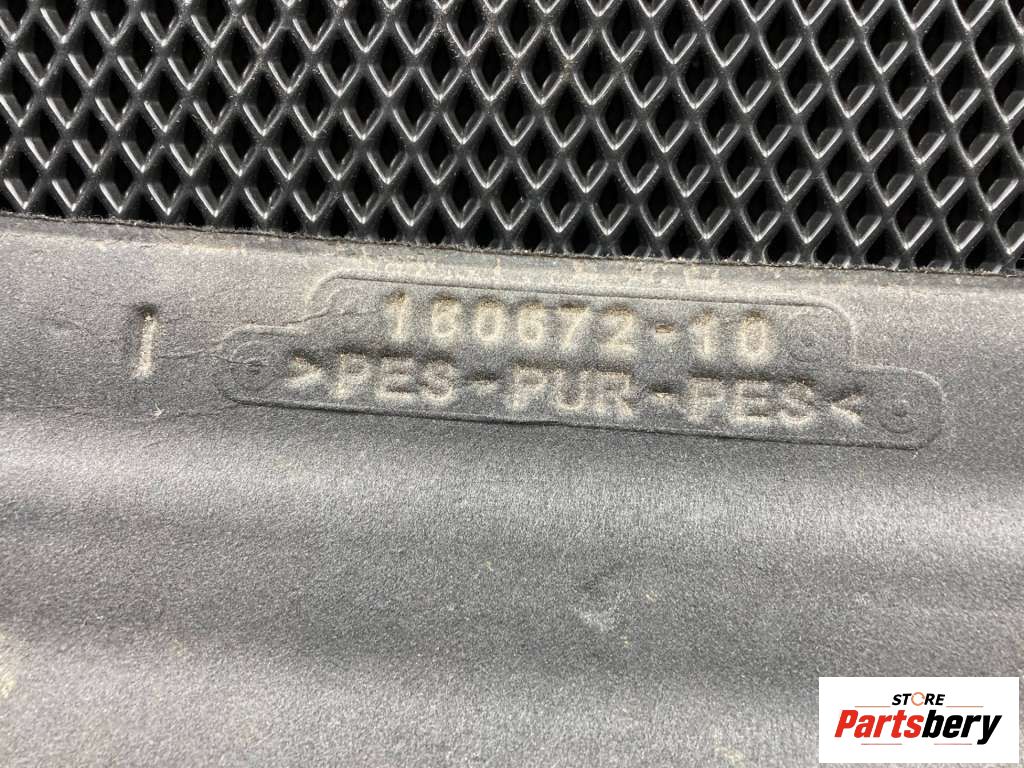 160672-10
>PES-PUR-PES<
STORE
Partsbery